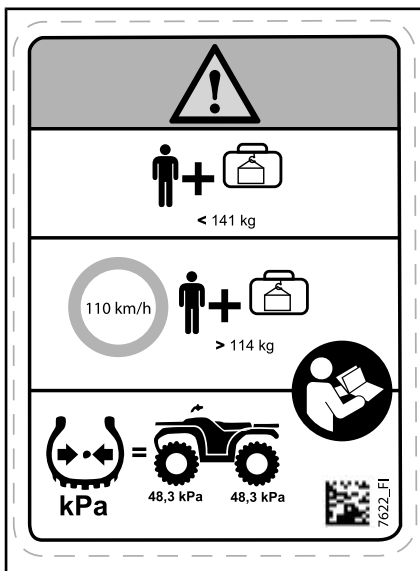 < 141 kg
110 km/h
> 114 kg
kPa
=
48,3 kPa 48,3 kPa
7622_FI